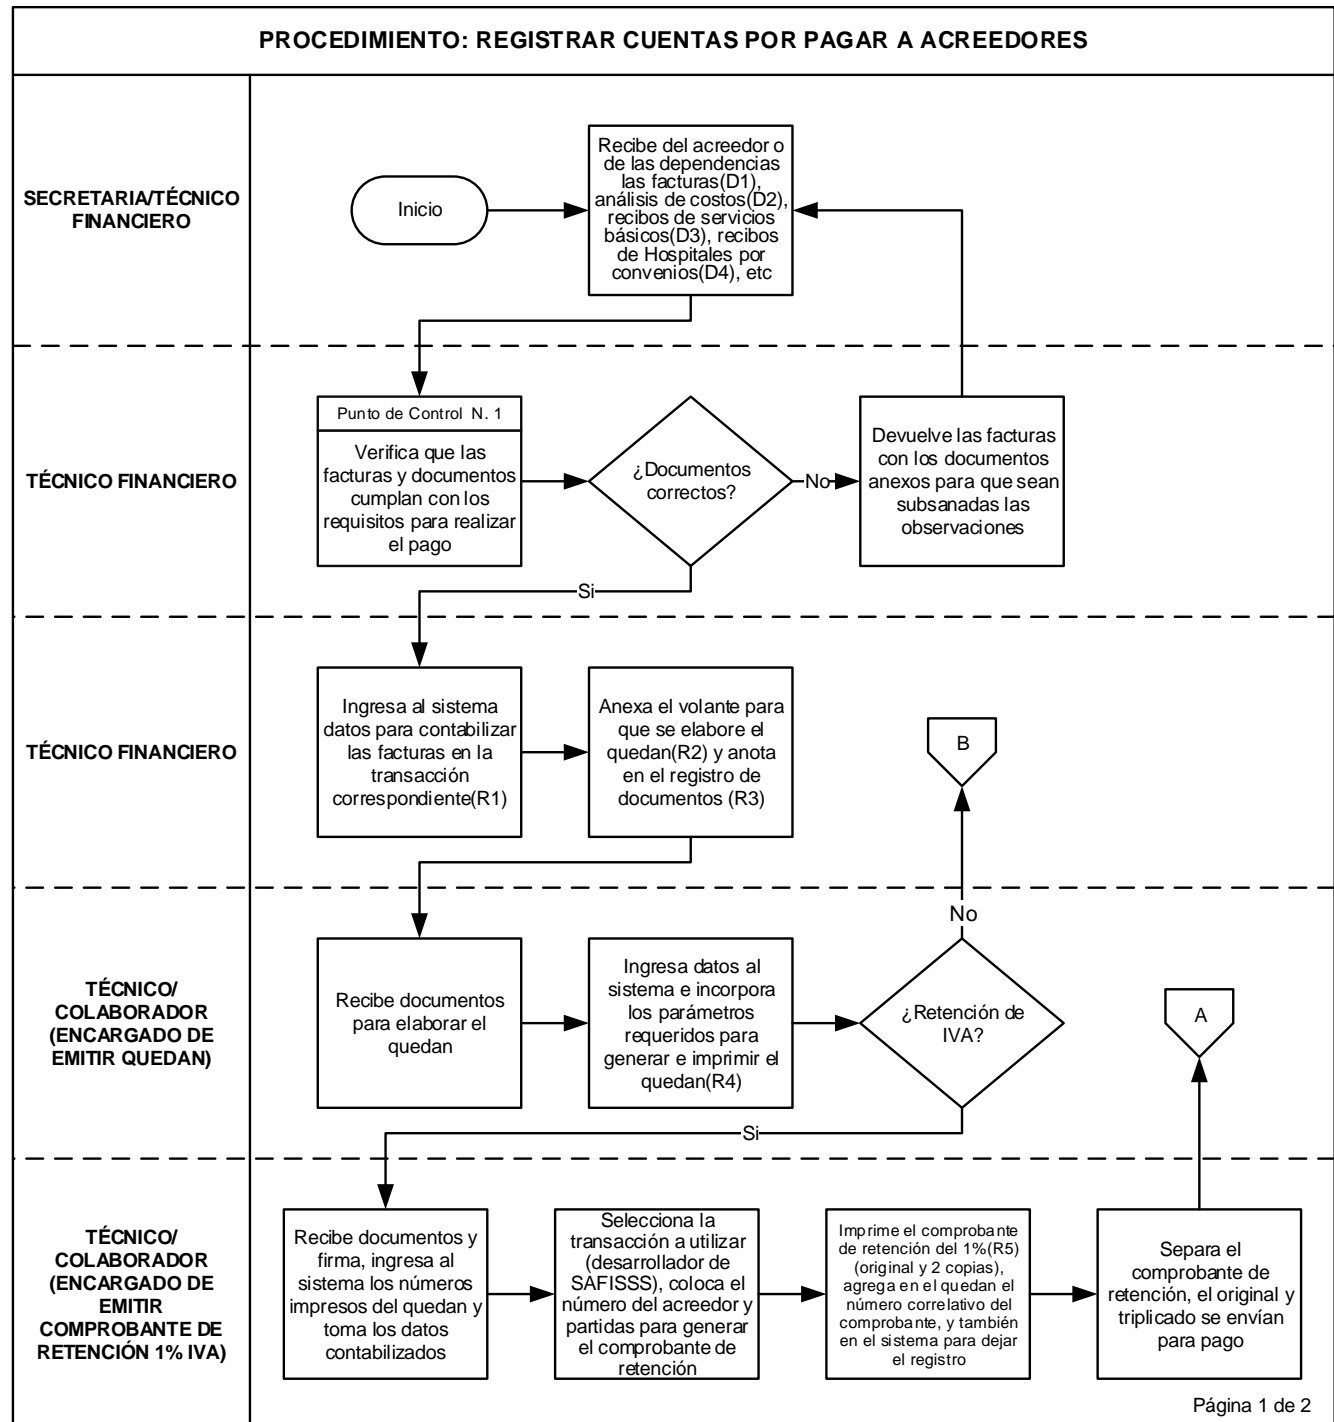 PROCEDIMIENTO: REGISTRAR CUENTAS POR PAGAR A ACREEDORES
SECRETARIA/TÉCNICO
FINANCIERO
Inicio
Recibe del acreedor o
de las dependencias
las facturas(D1),
análisis de costos(D2),
recibos de servicios
básicos(D3), recibos
de Hospitales por
convenios(D4), etc
TÉCNICO FINANCIERO
Punto de Control N. 1
Verifica que las
facturas y documentos
cumplan con los
requisitos para realizar
el pago
¿Documentos
correctos?
No
Devuelve las facturas
con los documentos
anexos para que sean
subsanadas las
observaciones
Si
TÉCNICO FINANCIERO
Ingresa al sistema
datos para contabilizar
las facturas en la
transacción
correspondiente(R1)
Anexa el volante para
que se elabore el
quedan(R2) y anota
en el registro de
documentos (R3)
B
TÉCNICO/
COLABORADOR
(ENCARGADO DE
EMITIR QUEDAN)
Recibe documentos
para elaborar el
quedan
Ingresa datos al
sistema e incorpora
los parámetros
requeridos para
generar e imprimir el
quedan(R4)
No
¿Retención de
IVA?
A
Si
TÉCNICO/
COLABORADOR
(ENCARGADO DE
EMITIR
COMPROBANTE DE
RETENCIÓN 1% IVA)
Recibe documentos y
firma, ingresa al
sistema los números
impresos del quedan y
toma los datos
contabilizados
Selecciona la
transacción a utilizar
(desarrollador de
SAFISSS), coloca el
número del acreedor y
partidas para generar
el comprobante de
retención
Imprime el comprobante
de retención del 1%(R5)
(original y 2 copias),
agrega en el quedan el
número correlativo del
comprobante, y también
en el sistema para dejar
el registro
Separa el
comprobante de
retención, el original y
triplicado se envían
para pago
Página 1 de 2